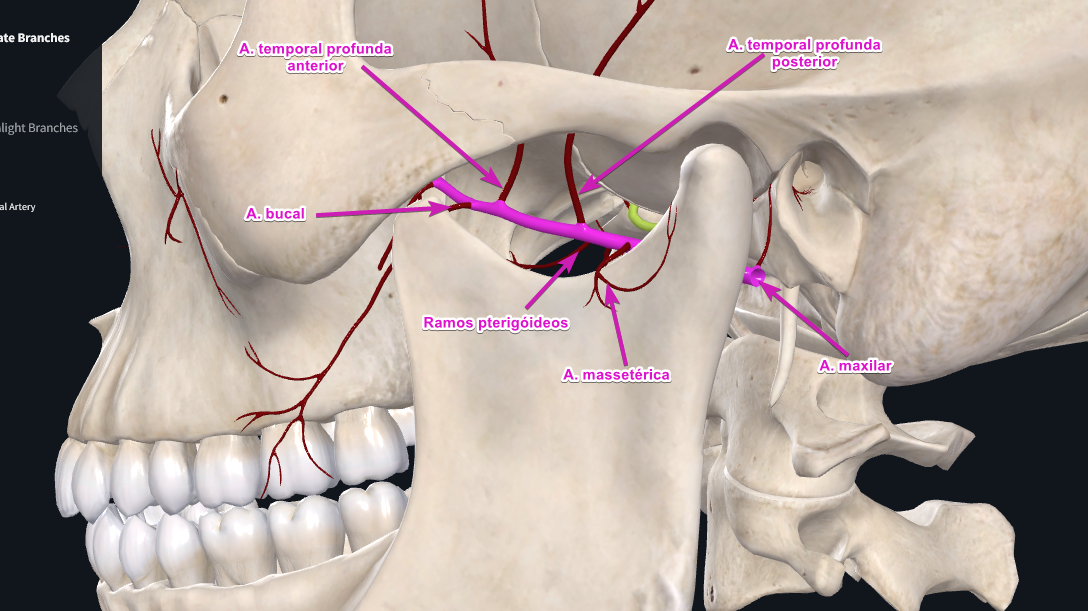 ate Branches
A. temporal profunda
anterior
A. temporal profunda
posterior
light Branches
al Artery
A. bucal
Ramos pterigóideos
A. maxilar
A. massetérica